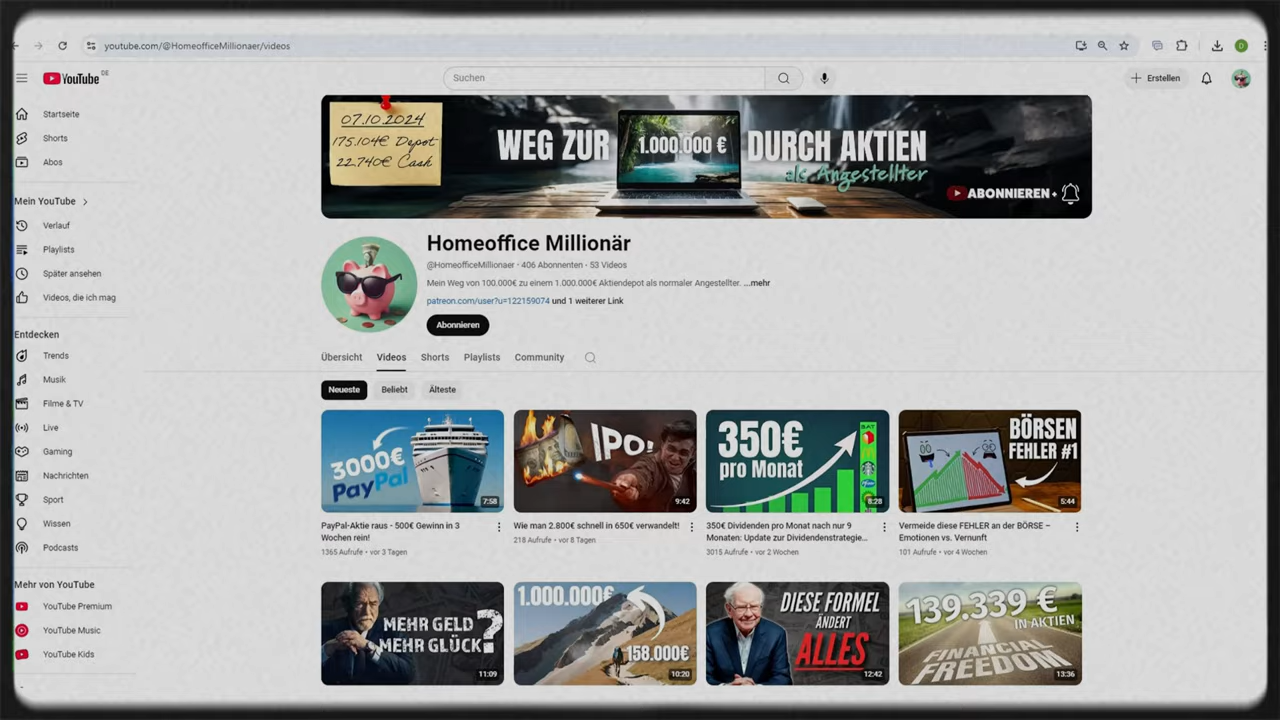 youtube.com/@HomeofficeMillionaer/videos
YouTube DE
Suchen
Erstellen
Startseite
Shorts
Abos
Mein YouTube
Verlauf
Playlists
Später ansehen
Videos, die ich mag
Entdecken
Trends
Musik
Filme & TV
Live
Gaming
Nachrichten
Sport
Wissen
Podcasts
Mehr von YouTube
YouTube Premium
YouTube Music
YouTube Kids
07.10.2024
175.104€ Depot
22.740€ Cash
WEG ZUR 1.000.000 € DURCH AKTIEN
als Angestellter
ABONNIEREN+
Homeoffice Millionär
@HomeofficeMillionaer · 406 Abonnenten · 53 Videos
Mein Weg von 100.000€ zu einem 1.000.000€ Aktiendepot als normaler Angestellter. ...mehr
patreon.com/user?u=122159074 und 1 weiterer Link
Abonnieren
Übersicht Videos Shorts Playlists Community
Neueste Beliebt Älteste
3000€
PayPal
7:58
PayPal-Aktie raus - 500€ Gewinn in 3
Wochen rein!
1365 Aufrufe · vor 3 Tagen
IPO!
9:42
Wie man 2.800€ schnell in 650€ verwandelt!
218 Aufrufe · vor 8 Tagen
350€
pro Monat
BAT
8:28
350€ Dividenden pro Monat nach nur 9
Monaten: Update zur Dividendenstrategie...
3015 Aufrufe · vor 2 Wochen
BÖRSEN
FEHLER #1
5:44
Vermeide diese FEHLER an der BÖRSE –
Emotionen vs. Vernunft
101 Aufrufe · vor 4 Wochen
MEHR GELD
MEHR GLÜCK?
11:09
1.000.000€
158.000€
10:20
DIESE FORMEL
ÄNDERT
ALLES
12:42
139.339 €
IN AKTIEN
FINANCIAL
FREEDOM
13:36